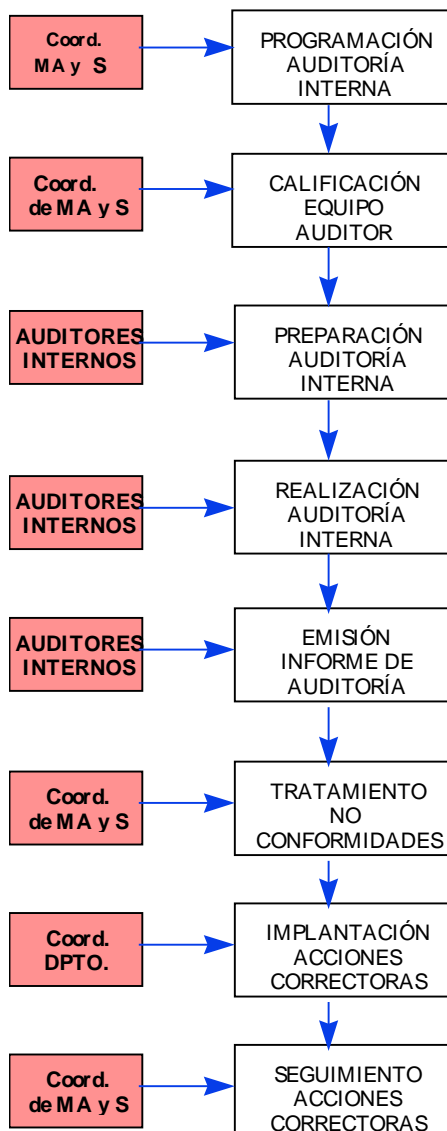 Coord.
MA y S
PROGRAMACIÓN
AUDITORÍA
INTERNA
Coord.
de MA y S
CALIFICACIÓN
EQUIPO
AUDITOR
AUDITORES
INTERNOS
PREPARACIÓN
AUDITORÍA
INTERNA
AUDITORES
INTERNOS
REALIZACIÓN
AUDITORÍA
INTERNA
AUDITORES
INTERNOS
EMISIÓN
INFORME DE
AUDITORÍA
Coord.
de MA y S
TRATAMIENTO
NO
CONFORMIDADES
Coord.
DPTO.
IMPLANTACIÓN
ACCIONES
CORRECTORAS
Coord.
de MA y S
SEGUIMIENTO
ACCIONES
CORRECTORAS